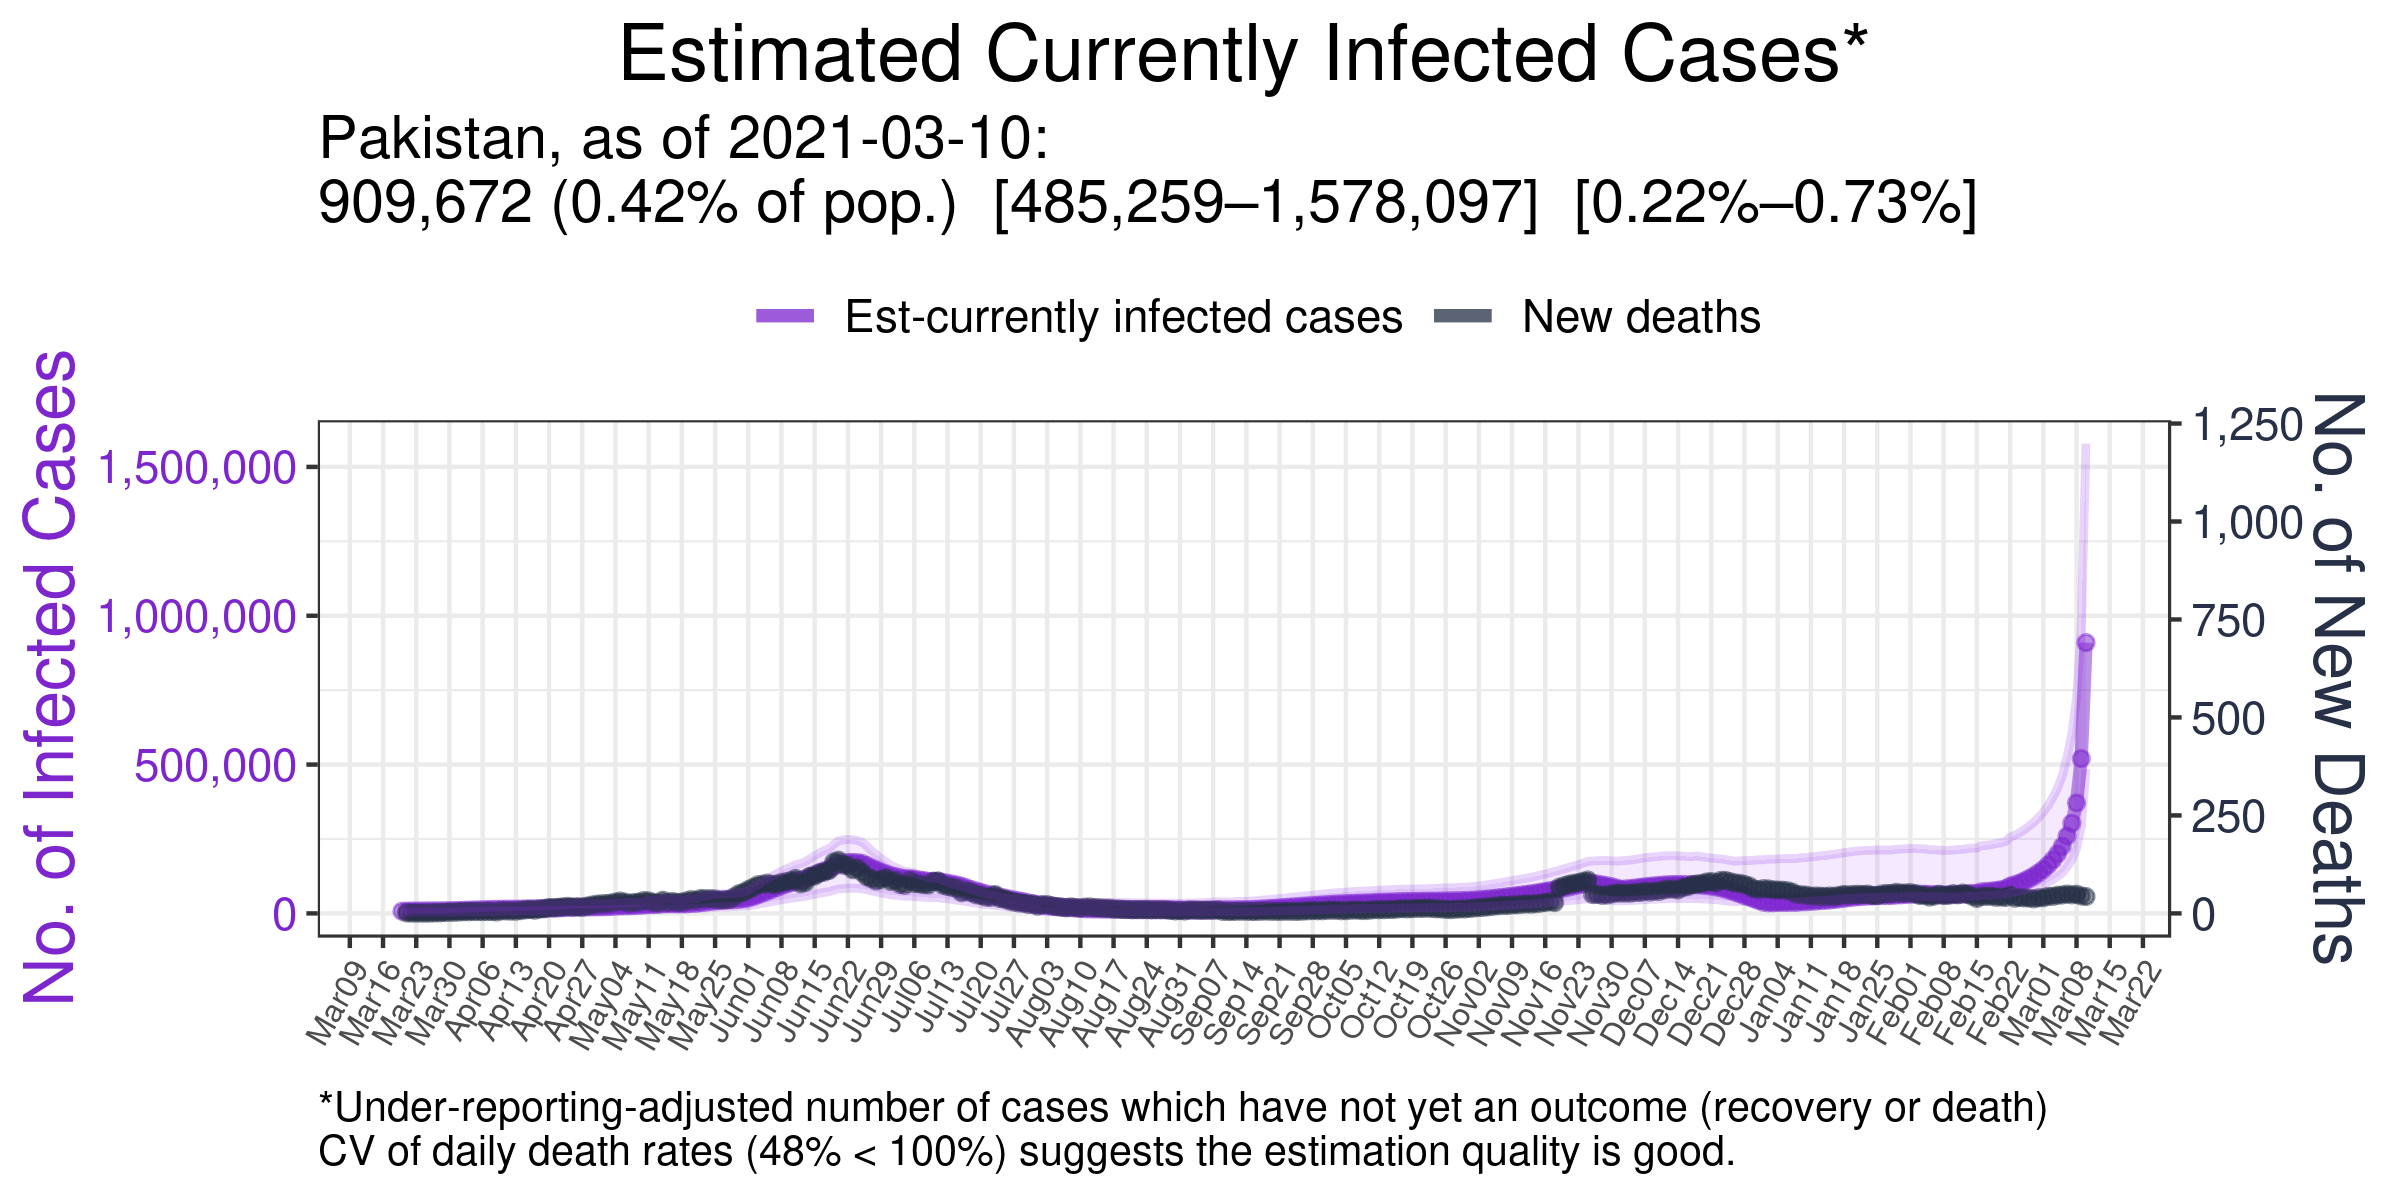 Estimated Currently Infected Cases*
Pakistan, as of 2021-03-10:
909,672 (0.42% of pop.) [485,259–1,578,097] [0.22%–0.73%]
Est-currently infected cases
New deaths
No. of Infected Cases
1,500,000
1,000,000
500,000
0
1,250
1,000
750
500
250
0
No. of New Deaths
Mar09
Mar16
Mar23
Mar30
Apr06
Apr13
Apr20
Apr27
May04
May11
May18
May25
Jun01
Jun08
Jun15
Jun22
Jun29
Jul06
Jul13
Jul20
Jul27
Aug03
Aug10
Aug17
Aug24
Aug31
Sep07
Sep14
Sep21
Sep28
Oct05
Oct12
Oct19
Oct26
Nov02
Nov09
Nov16
Nov23
Nov30
Dec07
Dec14
Dec21
Dec28
Jan04
Jan11
Jan18
Jan25
Feb01
Feb08
Feb15
Feb22
Mar01
Mar08
Mar15
Mar22
*Under-reporting-adjusted number of cases which have not yet an outcome (recovery or death)
CV of daily death rates (48% < 100%) suggests the estimation quality is good.